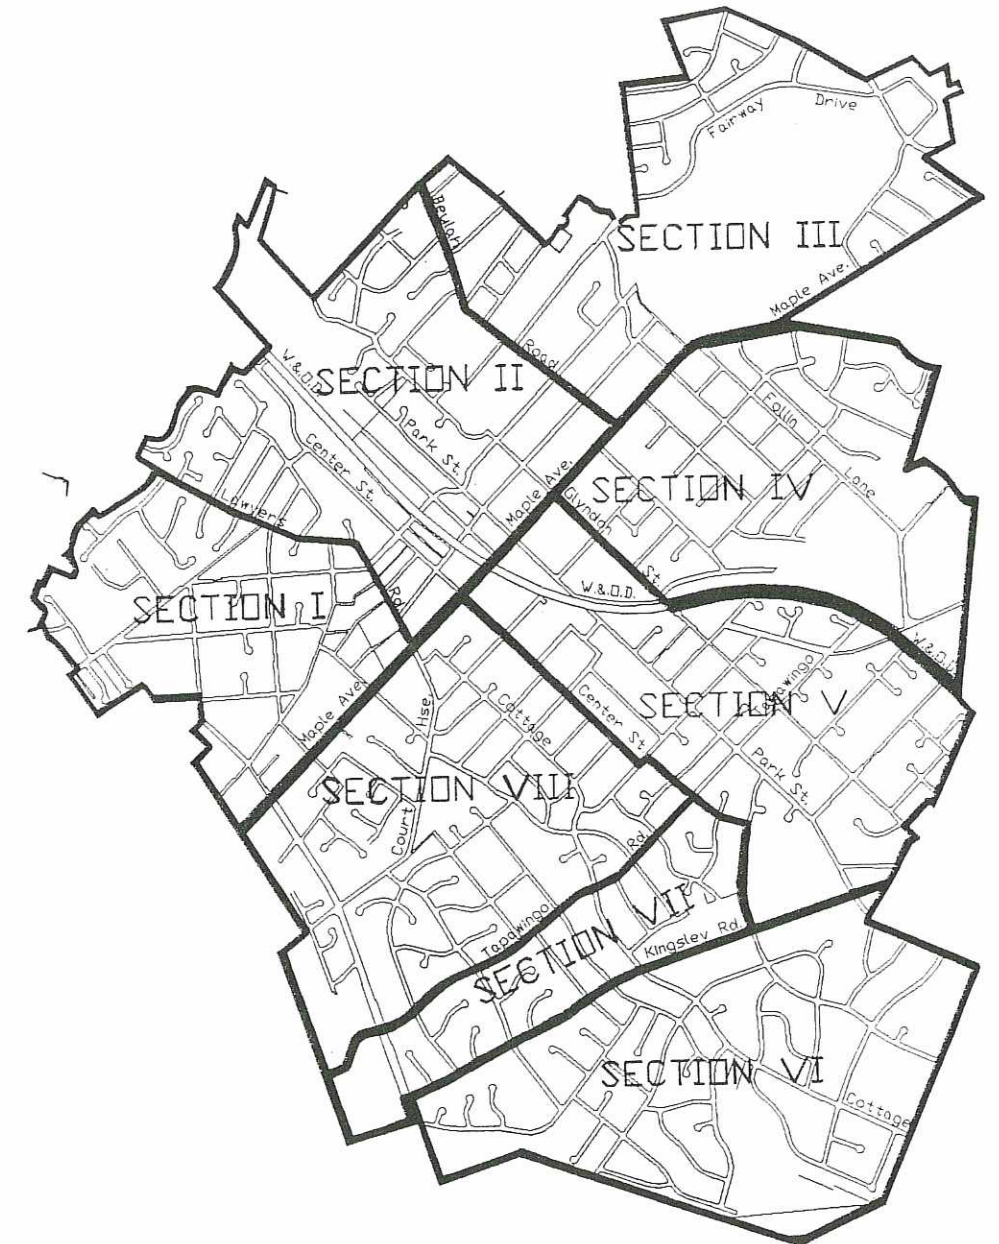 Fairway
Drive
SECTION III
Beulah
Maple Ave.
Road
W.&O.D.
SECTION II
Park St.
Center St.
Follin
Lane
SECTION IV
Maple Ave.
Glyndon
St.
Lawyers
Rd.
W.&O.D.
SECTION I
W.&O.D.
Tapawingo
SECTION V
Center St
Park St.
Maple Ave.
Hse.
Cottage
SECTION VIII
Court
Rd.
Tapawingo
SECTION VII
Kingsley Rd.
SECTION VI
Cottage